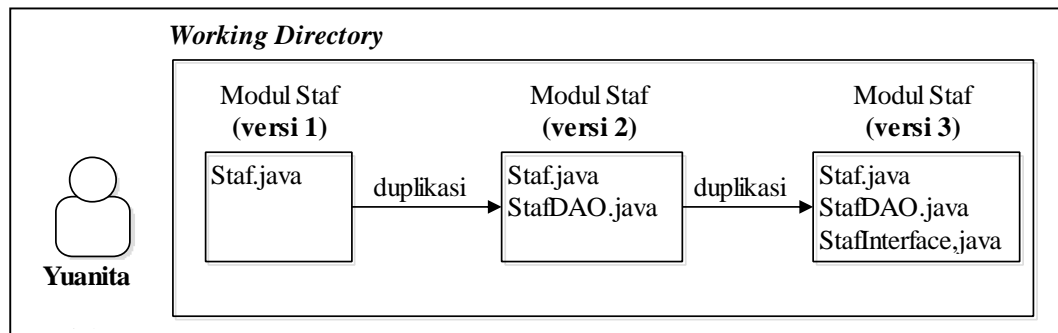 Working Directory
Modul Staf
(versi 1)
Modul Staf
(versi 2)
Modul Staf
(versi 3)
Staf.java
duplikasi
Staf.java
StafDAO.java
duplikasi
Staf.java
StafDAO.java
StafInterface,java
Yuanita